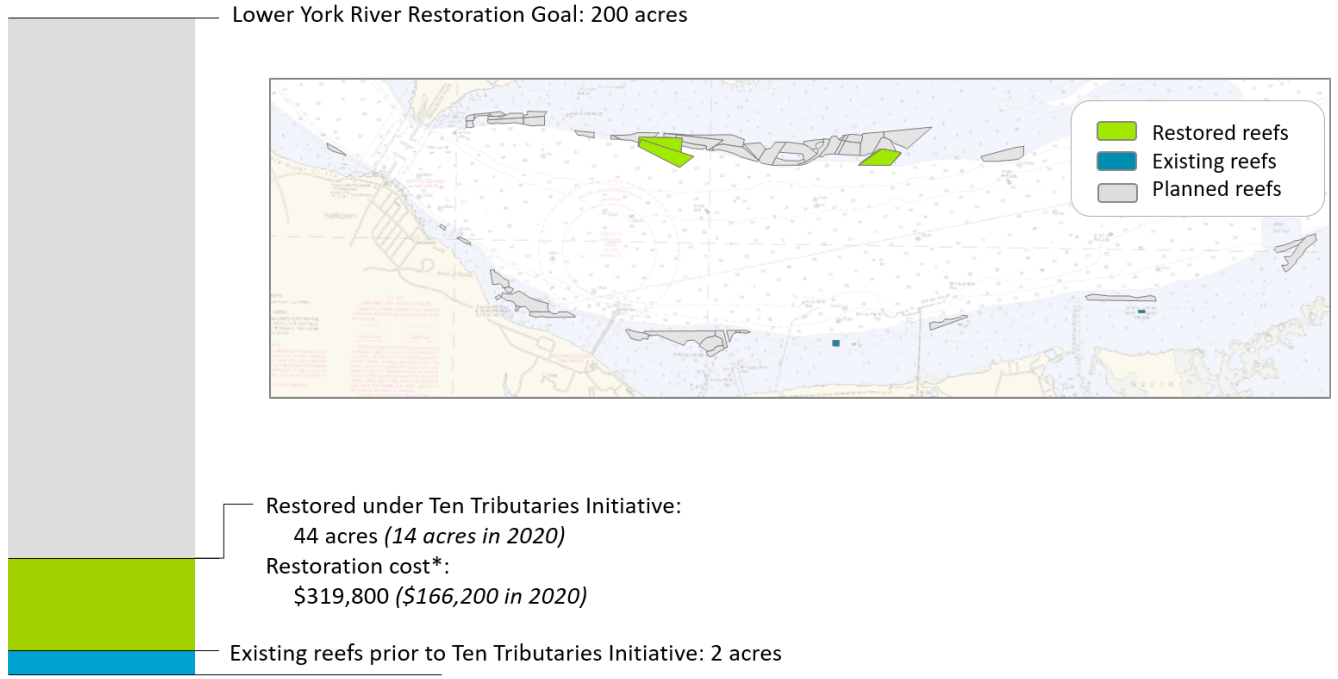 Lower York River Restoration Goal: 200 acres
Restored reefs
Existing reefs
Planned reefs
Yorktown
Restored under Ten Tributaries Initiative:
44 acres (14 acres in 2020)
Restoration cost*:
$319,800 ($166,200 in 2020)
Existing reefs prior to Ten Tributaries Initiative: 2 acres